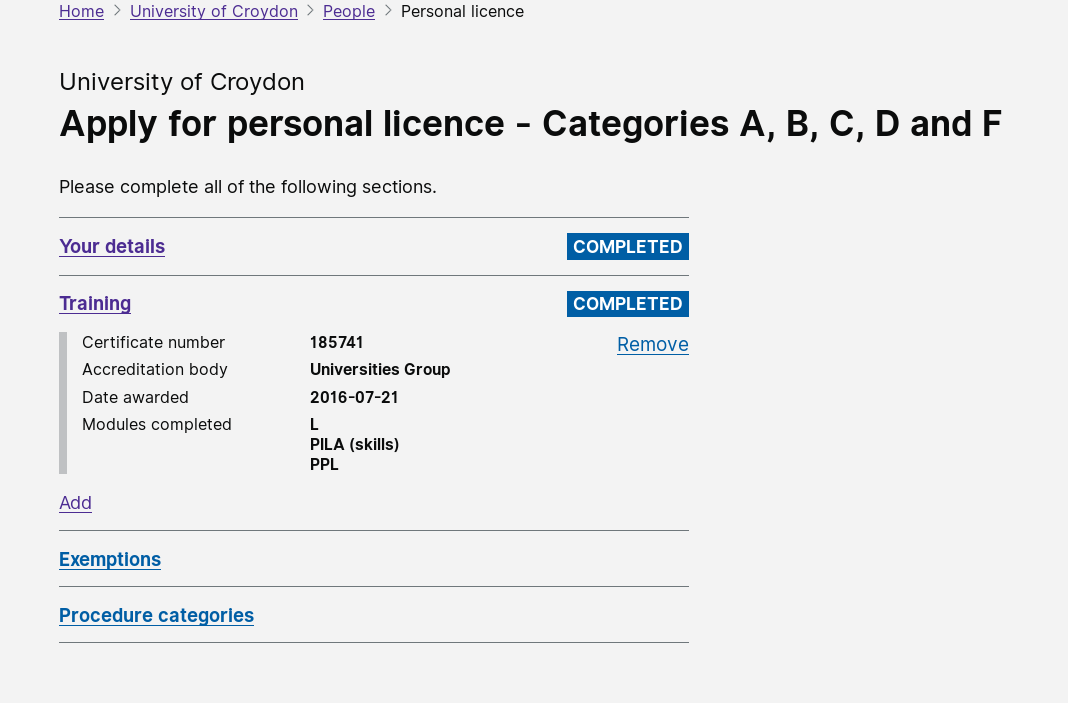 Home > University of Croydon > People > Personal licence
University of Croydon
Apply for personal licence - Categories A, B, C, D and F
Please complete all of the following sections.
Your details COMPLETED
Training COMPLETED
Certificate number 185741 Remove
Accreditation body Universities Group
Date awarded 2016-07-21
Modules completed L
PILA (skills)
PPL
Add
Exemptions
Procedure categories